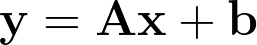 y = Ax + b